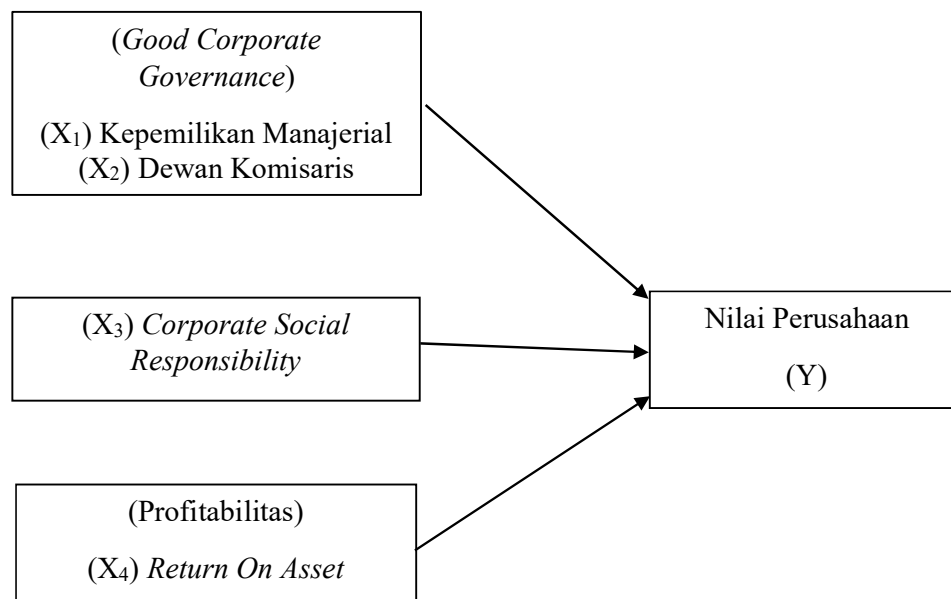 (Good Corporate
Governance)
(X₁) Kepemilikan Manajerial
(X₂) Dewan Komisaris
(X₃) Corporate Social
Responsibility
Nilai Perusahaan
(Y)
(Profitabilitas)
(X₄) Return On Asset